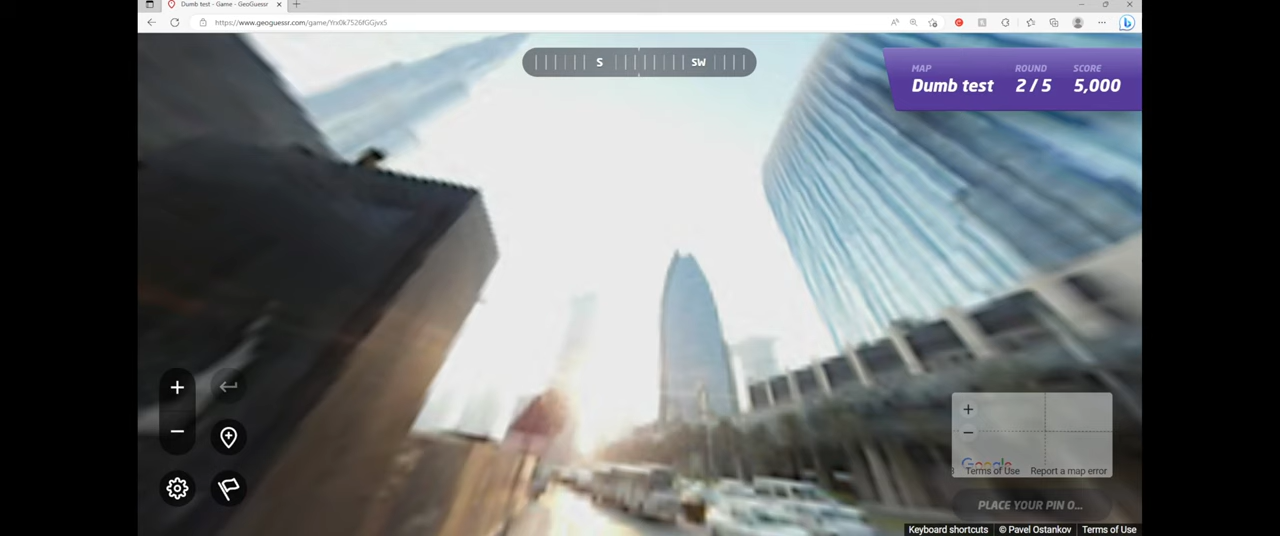 Dumb test - Game - GeoGuessr
https://www.geoguessr.com/game/Yrx0k7526fGGjvx5
S SW
MAP ROUND SCORE
Dumb test 2 / 5 5,000
Google
Terms of Use Report a map error
PLACE YOUR PIN O...
Keyboard shortcuts © Pavel Ostankov Terms of Use